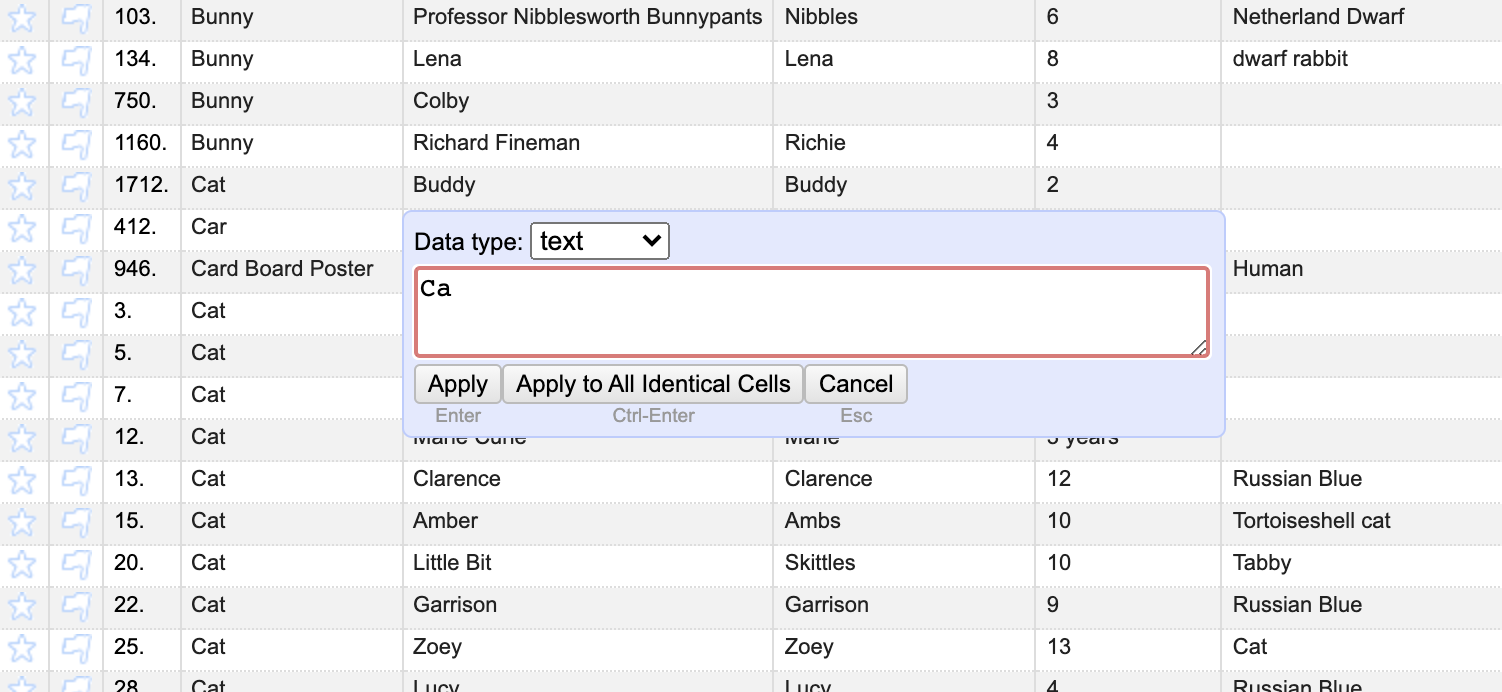 103. Bunny Professor Nibblesworth Bunnypants Nibbles 6 Netherland Dwarf
134. Bunny Lena Lena 8 dwarf rabbit
750. Bunny Colby 3
1160. Bunny Richard Fineman Richie 4
1712. Cat Buddy Buddy 2
412. Car
Data type: text
946. Card Board Poster Human
Ca
3. Cat
5. Cat
7. Cat
Apply Apply to All Identical Cells Cancel
Enter Ctrl-Enter Esc
12. Cat Marie Curie Marie 3 years
13. Cat Clarence Clarence 12 Russian Blue
15. Cat Amber Ambs 10 Tortoiseshell cat
20. Cat Little Bit Skittles 10 Tabby
22. Cat Garrison Garrison 9 Russian Blue
25. Cat Zoey Zoey 13 Cat
28. Cat Lucy Lucy 4 Russian Blue